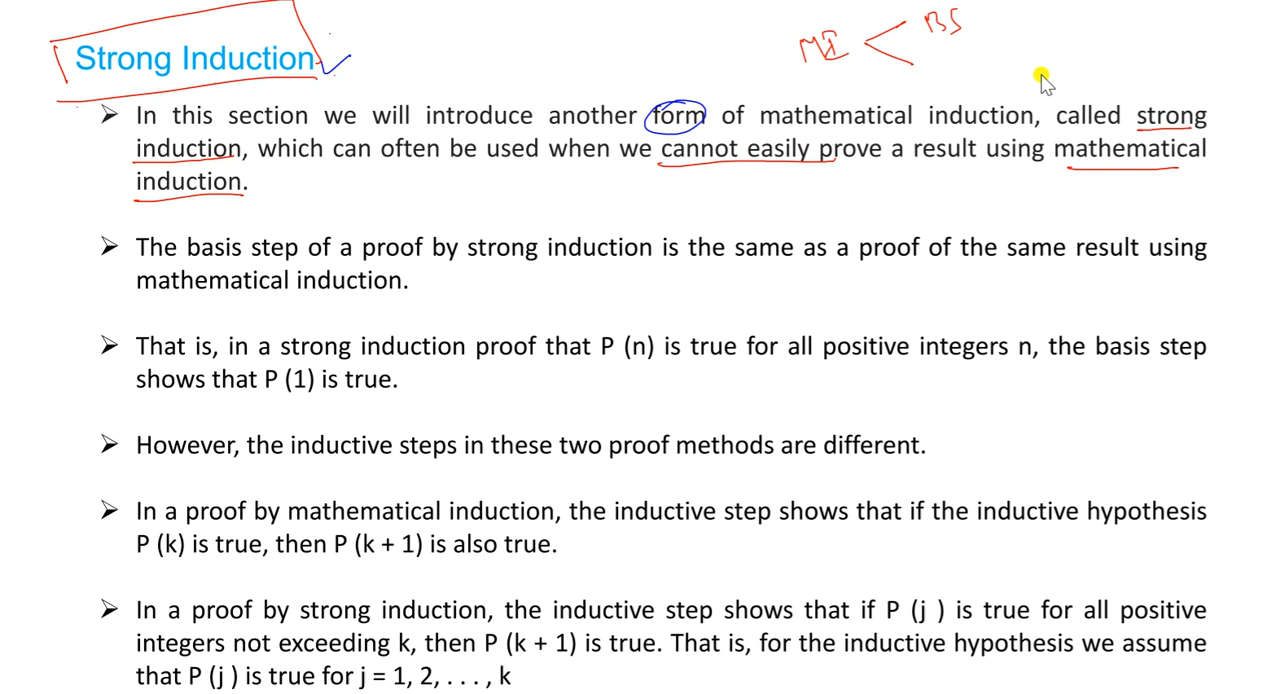 Strong Induction
MI < BS
➢ In this section we will introduce another form of mathematical induction, called strong
induction, which can often be used when we cannot easily prove a result using mathematical
induction.
➢ The basis step of a proof by strong induction is the same as a proof of the same result using
mathematical induction.
➢ That is, in a strong induction proof that P (n) is true for all positive integers n, the basis step
shows that P (1) is true.
➢ However, the inductive steps in these two proof methods are different.
➢ In a proof by mathematical induction, the inductive step shows that if the inductive hypothesis
P (k) is true, then P (k + 1) is also true.
➢ In a proof by strong induction, the inductive step shows that if P (j ) is true for all positive
integers not exceeding k, then P (k + 1) is true. That is, for the inductive hypothesis we assume
that P (j ) is true for j = 1, 2, . . . , k